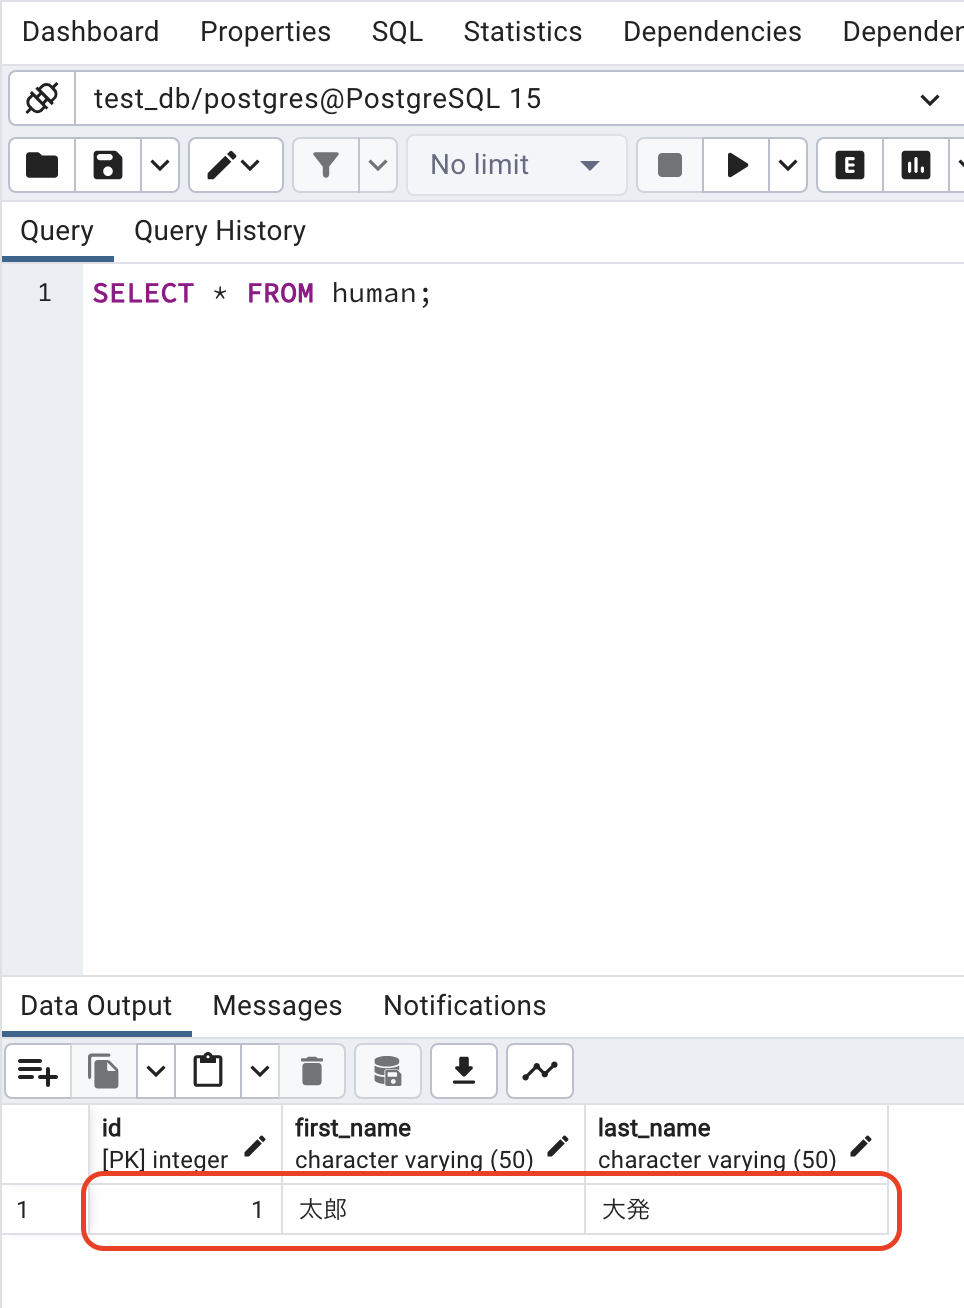 Dashboard Properties SQL Statistics Dependencies Dependen
test_db/postgres@PostgreSQL 15
No limit E
Query Query History
1 SELECT * FROM human;
Data Output Messages Notifications
id first_name last_name
[PK] integer character varying (50) character varying (50)
1 1 太郎 大発